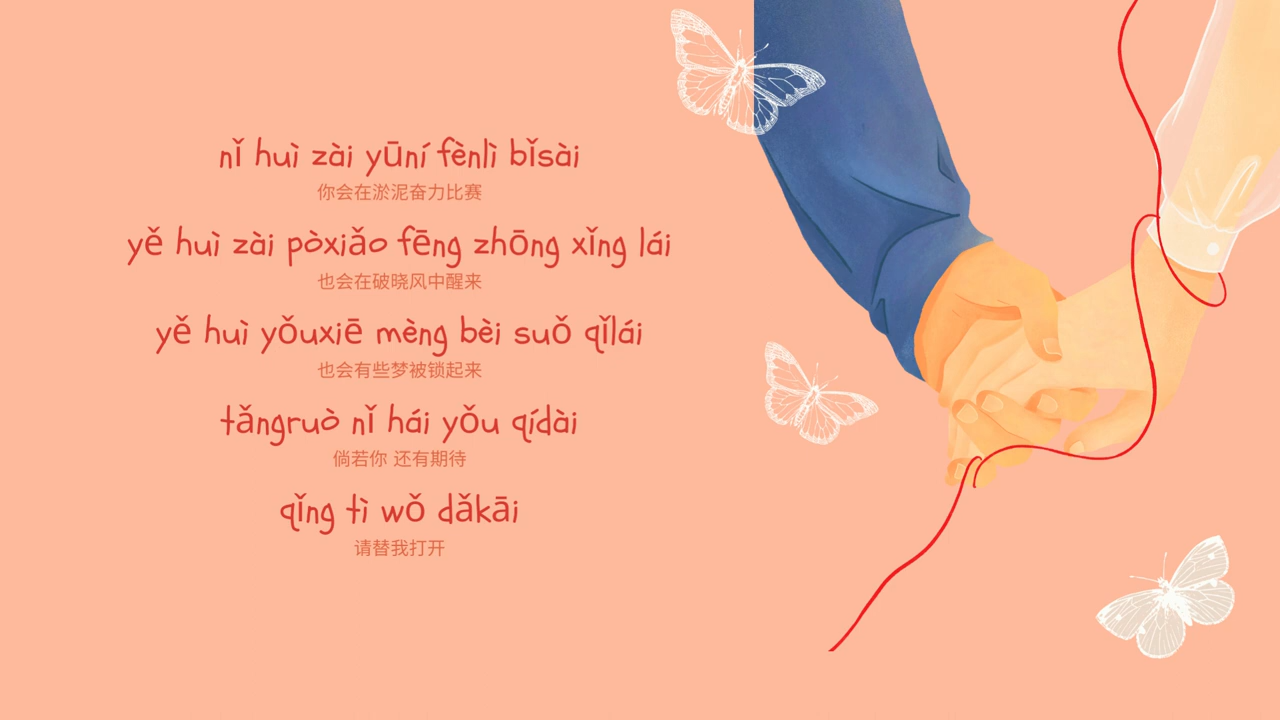 nǐ huì zài yūní fènlì bǐsài
你会在淤泥奋力比赛
yě huì zài pòxiǎo fēng zhōng xǐng lái
也会在破晓风中醒来
yě huì yǒuxiē mèng bèi suǒ qǐlái
也会有些梦被锁起来
tǎngruò nǐ hái yǒu qídài
倘若你 还有期待
qǐng tì wǒ dǎkāi
请替我打开